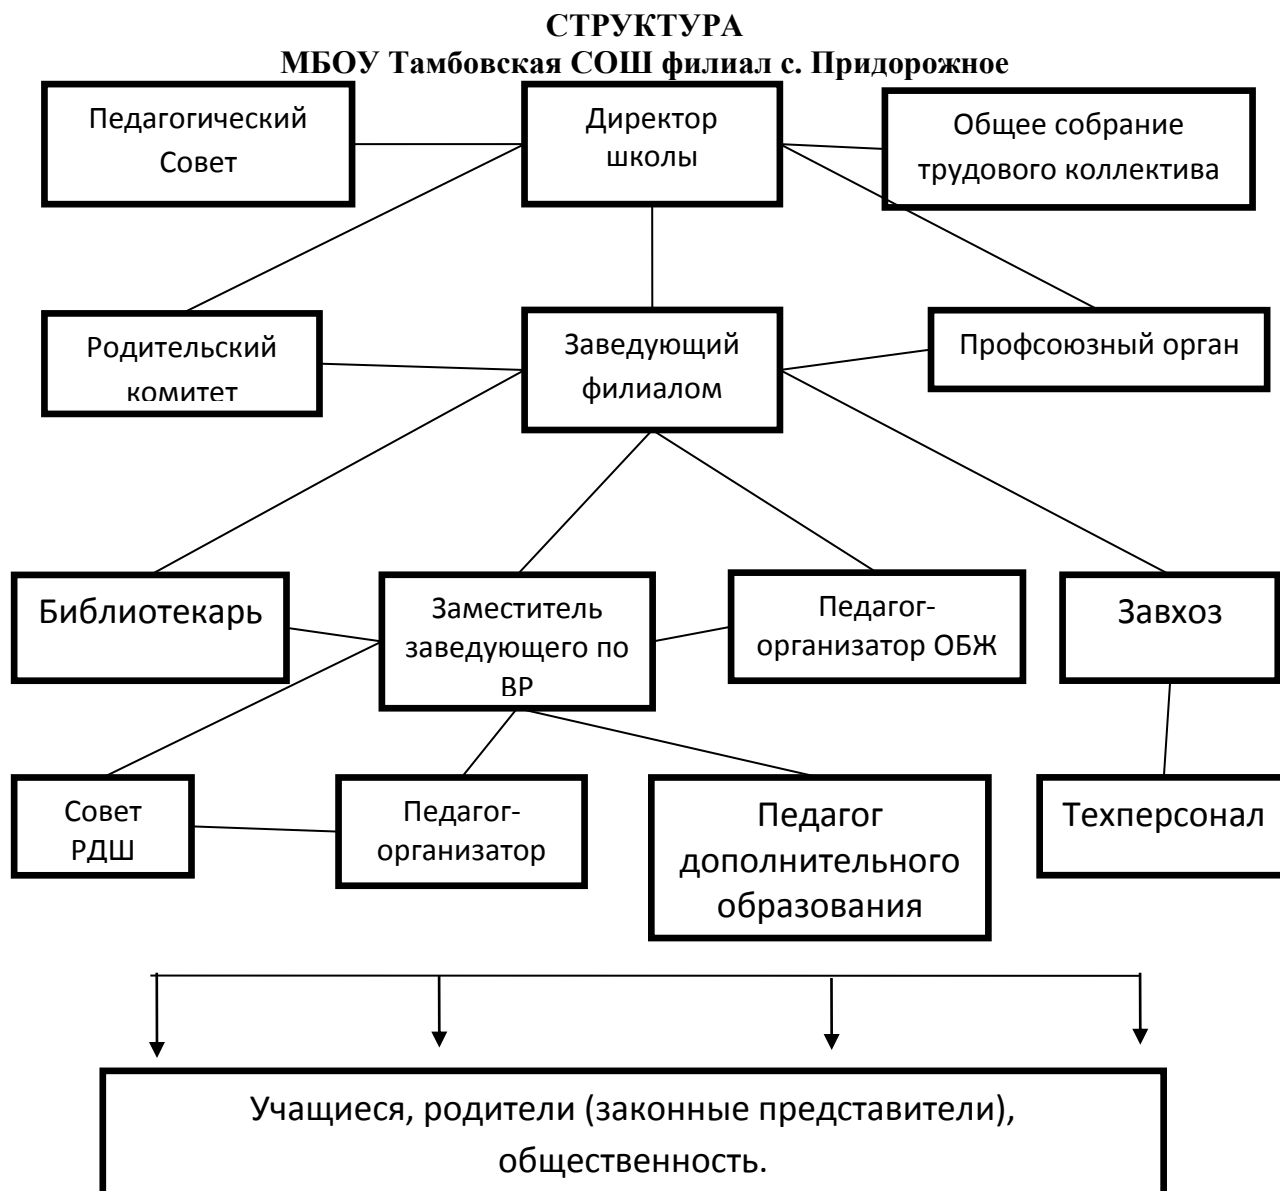 СТРУКТУРА
МБОУ Тамбовская СОШ филиал с. Придорожное
Педагогический
Совет
Директор
школы
Общее собрание
трудового коллектива
Родительский
комитет
Заведующий
филиалом
Профсоюзный орган
Библиотекарь
Заместитель
заведующего по
ВР
Педагог-
организатор ОБЖ
Завхоз
Совет
РДШ
Педагог-
организатор
Педагог
дополнительного
образования
Техперсонал
Учащиеся, родители (законные представители),
общественность.